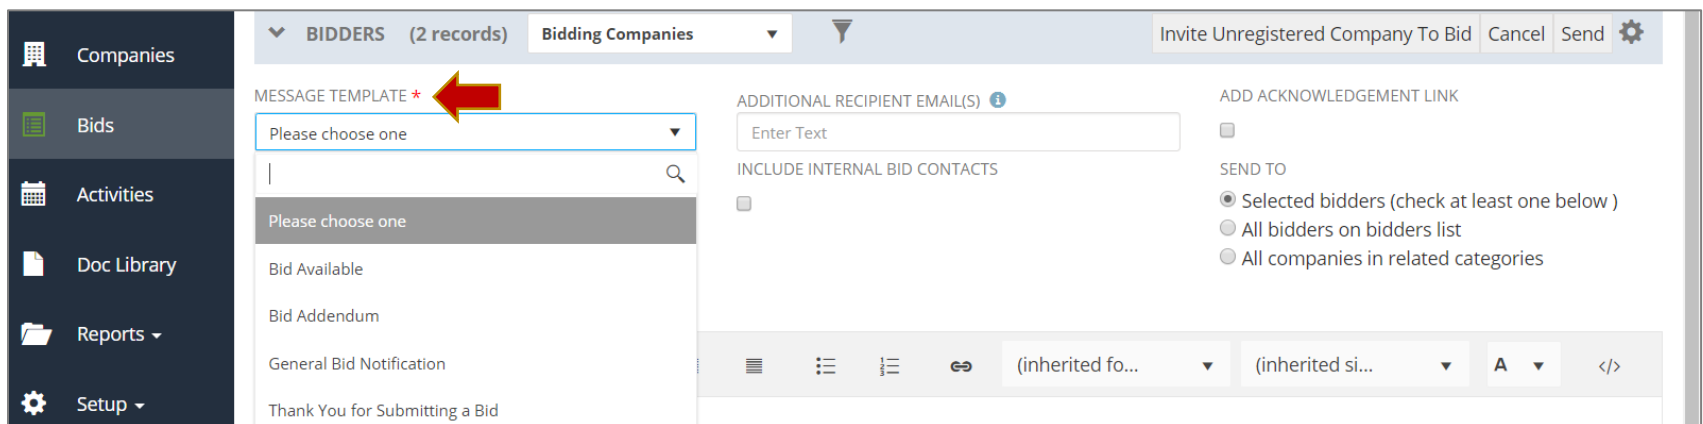 Companies
Bids
Activities
Doc Library
Reports
Setup
BIDDERS (2 records) Bidding Companies
Invite Unregistered Company To Bid Cancel Send
MESSAGE TEMPLATE *
Please choose one
Please choose one
Bid Available
Bid Addendum
General Bid Notification
Thank You for Submitting a Bid
ADDITIONAL RECIPIENT EMAIL(S)
Enter Text
INCLUDE INTERNAL BID CONTACTS
ADD ACKNOWLEDGEMENT LINK
SEND TO
Selected bidders (check at least one below )
All bidders on bidders list
All companies in related categories
(inherited fo... (inherited si... A </>